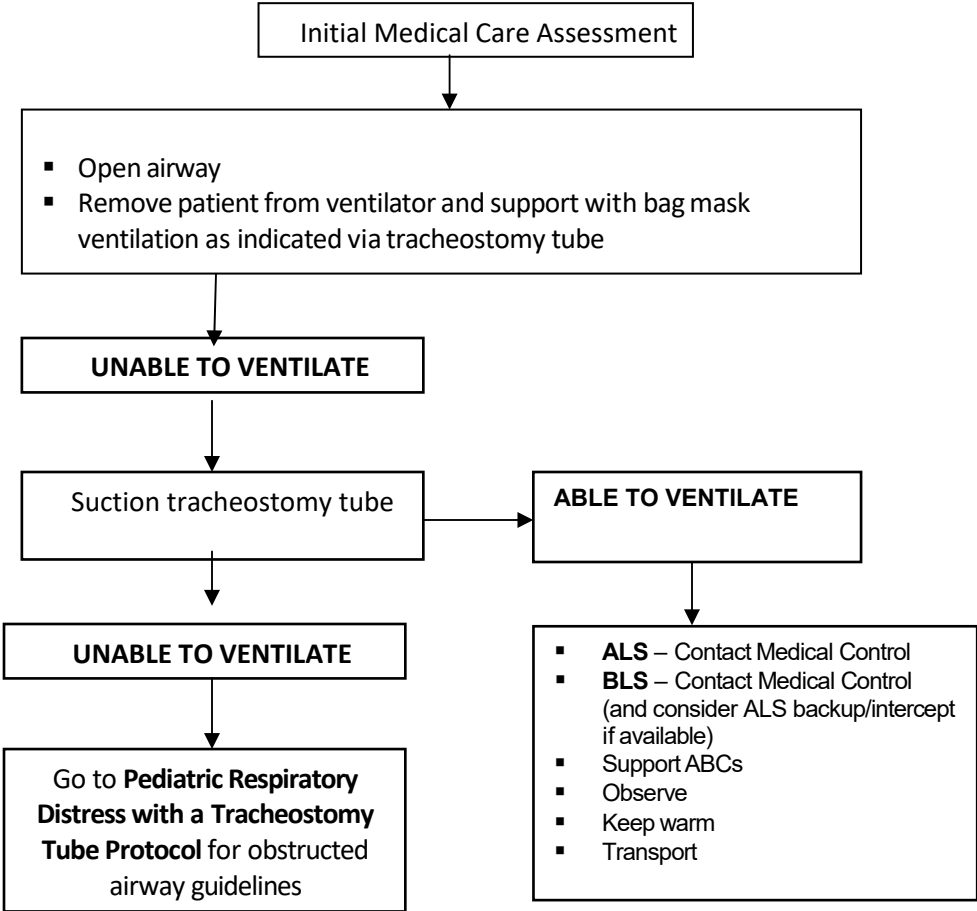 Initial Medical Care Assessment
▪ Open airway
▪ Remove patient from ventilator and support with bag mask
ventilation as indicated via tracheostomy tube
UNABLE TO VENTILATE
Suction tracheostomy tube
ABLE TO VENTILATE
UNABLE TO VENTILATE
▪ ALS – Contact Medical Control
▪ BLS – Contact Medical Control
(and consider ALS backup/intercept
if available)
▪ Support ABCs
▪ Observe
▪ Keep warm
▪ Transport
Go to Pediatric Respiratory
Distress with a Tracheostomy
Tube Protocol for obstructed
airway guidelines